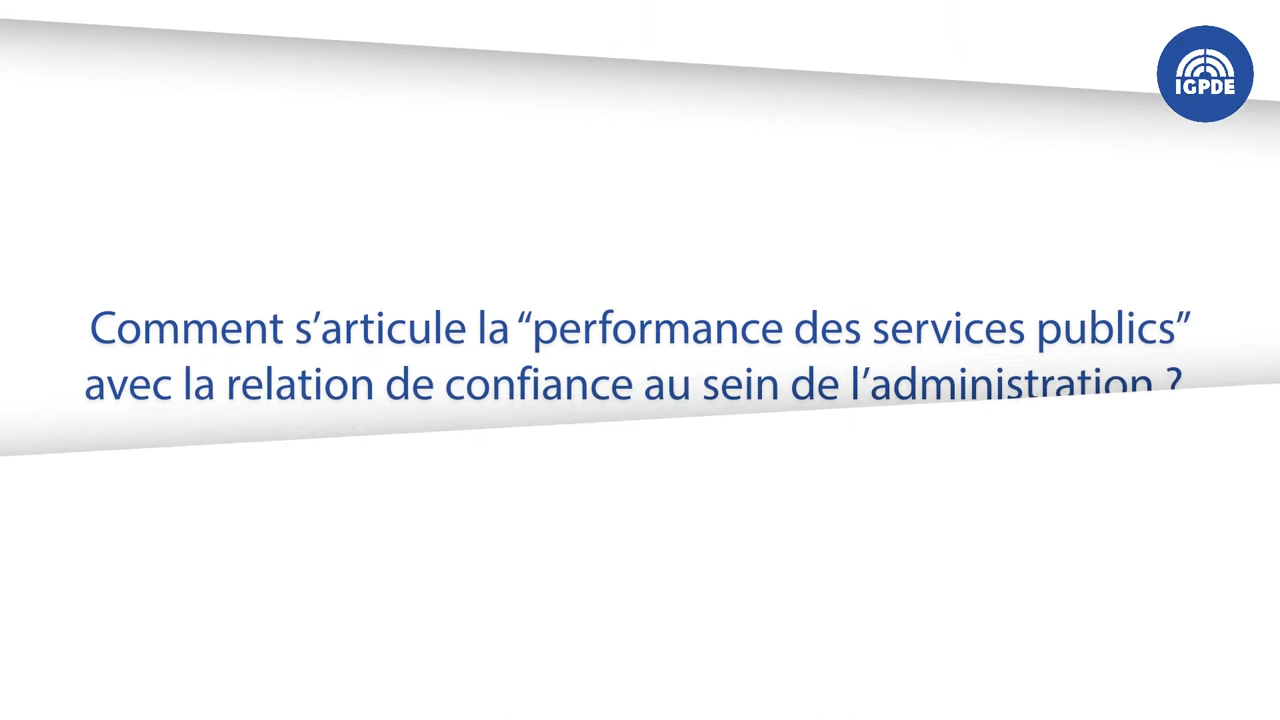 IGPDE
Comment s’articule la “performance des services publics”
avec la relation de confiance au sein de l’administration ?